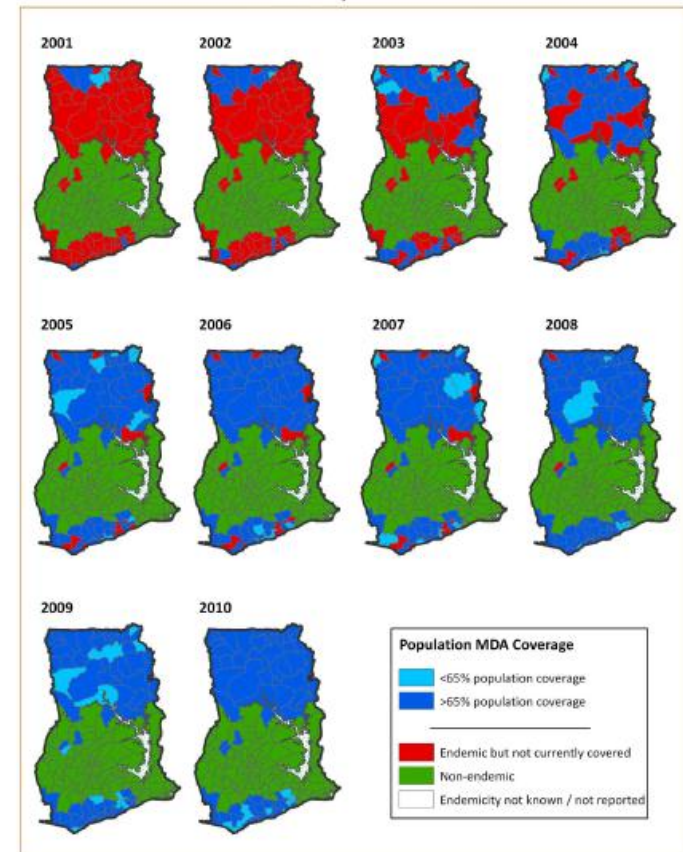 2001
2002
2003
2004
2005
2006
2007
2008
2009
2010
Population MDA Coverage
<65% population coverage
>65% population coverage
Endemic but not currently covered
Non-endemic
Endemicity not known / not reported